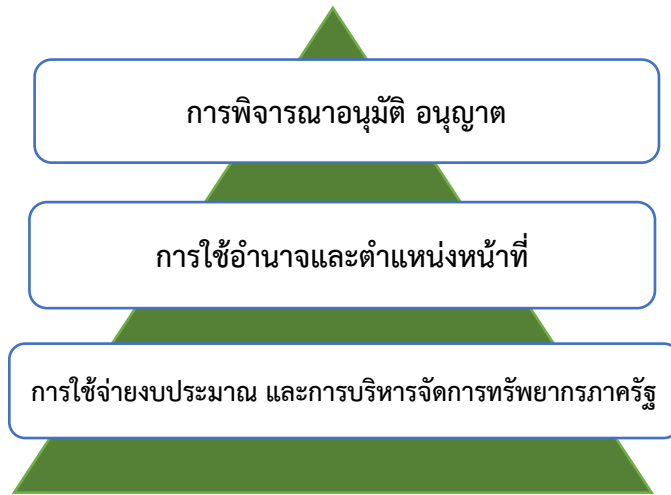 การพิจารณาอนุมัติ อนุญาต
การใช้อำนาจและตำแหน่งหน้าที่
การใช้จ่ายงบประมาณ และการบริหารจัดการทรัพยากรภาครัฐ